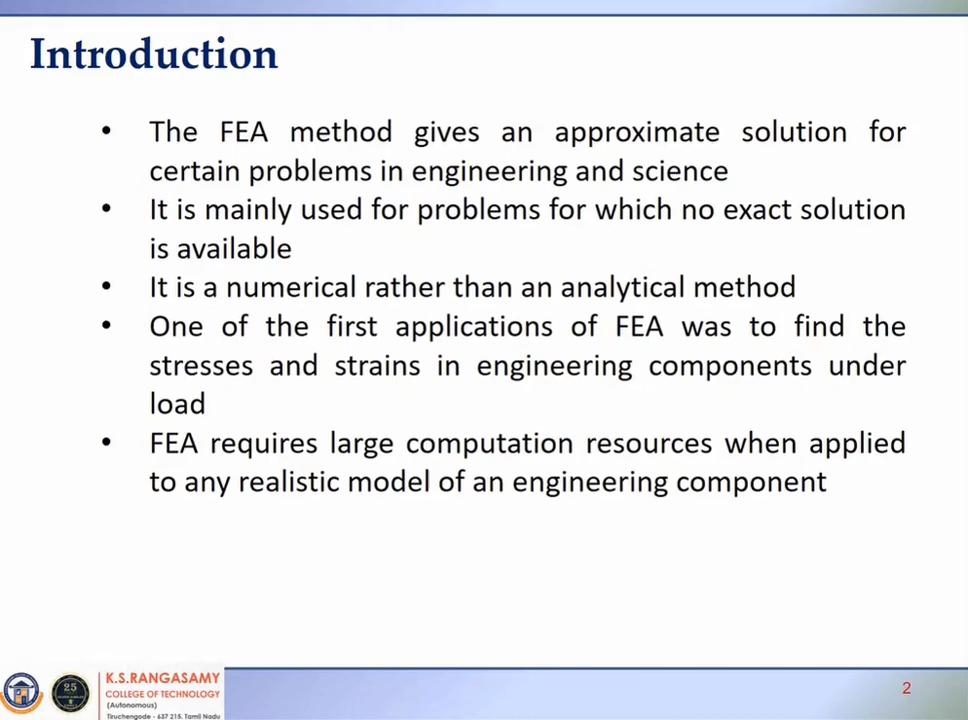 Introduction
• The FEA method gives an approximate solution for
certain problems in engineering and science
• It is mainly used for problems for which no exact solution
is available
• It is a numerical rather than an analytical method
• One of the first applications of FEA was to find the
stresses and strains in engineering components under
load
• FEA requires large computation resources when applied
to any realistic model of an engineering component
25
K.S.RANGASAMY
COLLEGE OF TECHNOLOGY
(Autonomous)
Tiruchengode - 637 215. Tamil Nadu
2